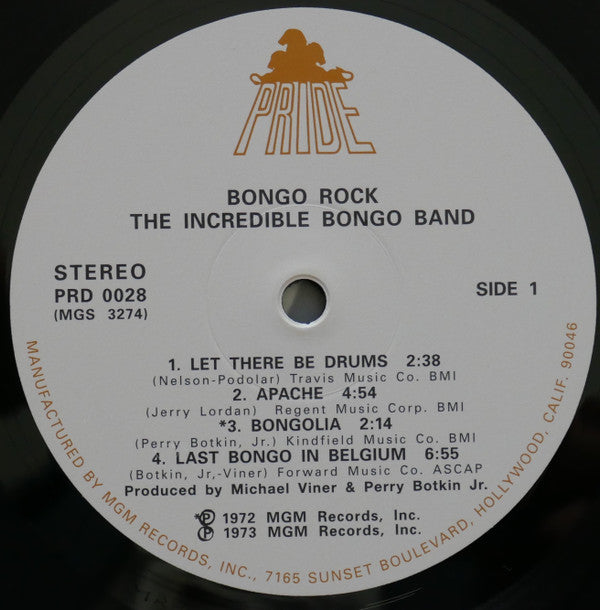 PRIDE
BONGO ROCK
THE INCREDIBLE BONGO BAND
STEREO
PRD 0028
(MGS 3274)
SIDE 1
1. LET THERE BE DRUMS 2:38
(Nelson-Podolar) Travis Music Co. BMI
2. APACHE 4:54
(Jerry Lordan) Regent Music Corp. BMI
*3. BONGOLIA 2:14
(Perry Botkin, Jr.) Kindfield Music Co. BMI
4. LAST BONGO IN BELGIUM 6:55
(Botkin, Jr,-Viner) Forward Music Co. ASCAP
Produced by Michael Viner & Perry Botkin Jr.
*℗ 1972 MGM Records, Inc.
℗ 1973 MGM Records, Inc.
MANUFACTURED BY MGM RECORDS, INC., 7165 SUNSET BOULEVARD, HOLLYWOOD, CALIF. 90046